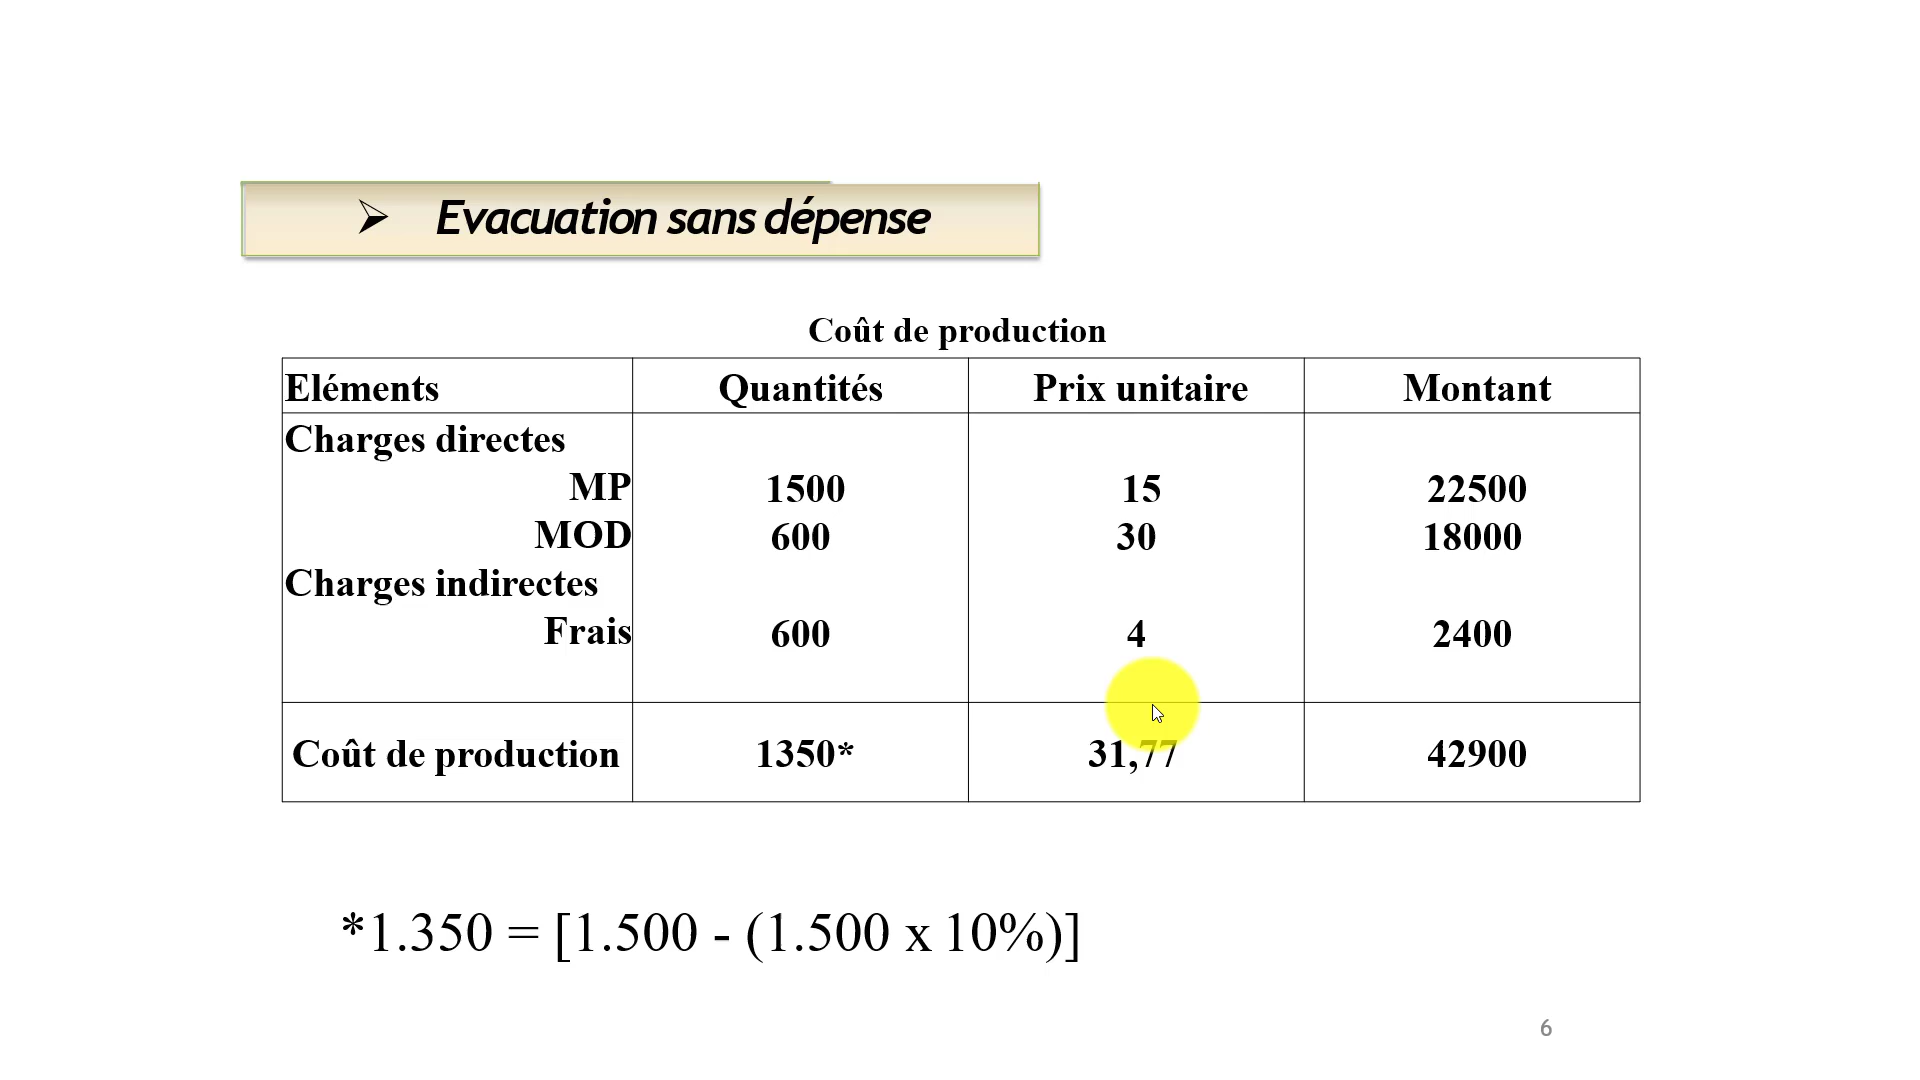 ➢ Evacuation sans dépense
Coût de production
Eléments Quantités Prix unitaire Montant
Charges directes
MP 1500 15 22500
MOD 600 30 18000
Charges indirectes
Frais 600 4 2400
Coût de production 1350* 31,77 42900
*1.350 = [1.500 - (1.500 x 10%)]
6